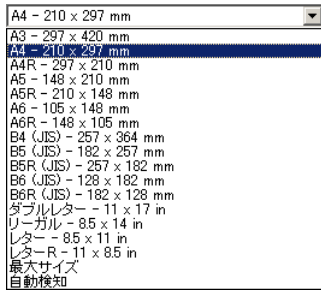 A4 - 210 x 297 mm
A3 - 297 x 420 mm
A4 - 210 x 297 mm
A4R - 297 x 210 mm
A5 - 148 x 210 mm
A5R - 210 x 148 mm
A6 - 105 x 148 mm
A6R - 148 x 105 mm
B4 (JIS) - 257 x 364 mm
B5 (JIS) - 182 x 257 mm
B5R (JIS) - 257 x 182 mm
B6 (JIS) - 128 x 182 mm
B6R (JIS) - 182 x 128 mm
ダブルレター - 11 x 17 in
リーガル - 8.5 x 14 in
レター - 8.5 x 11 in
レターR - 11 x 8.5 in
最大サイズ
自動検知